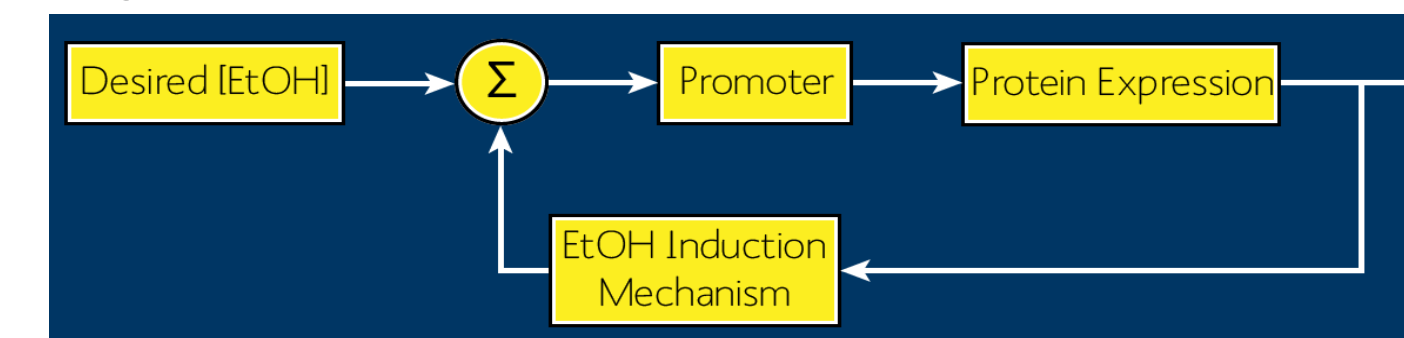 Desired [EtOH]
Σ
Promoter
Protein Expression
EtOH Induction
Mechanism